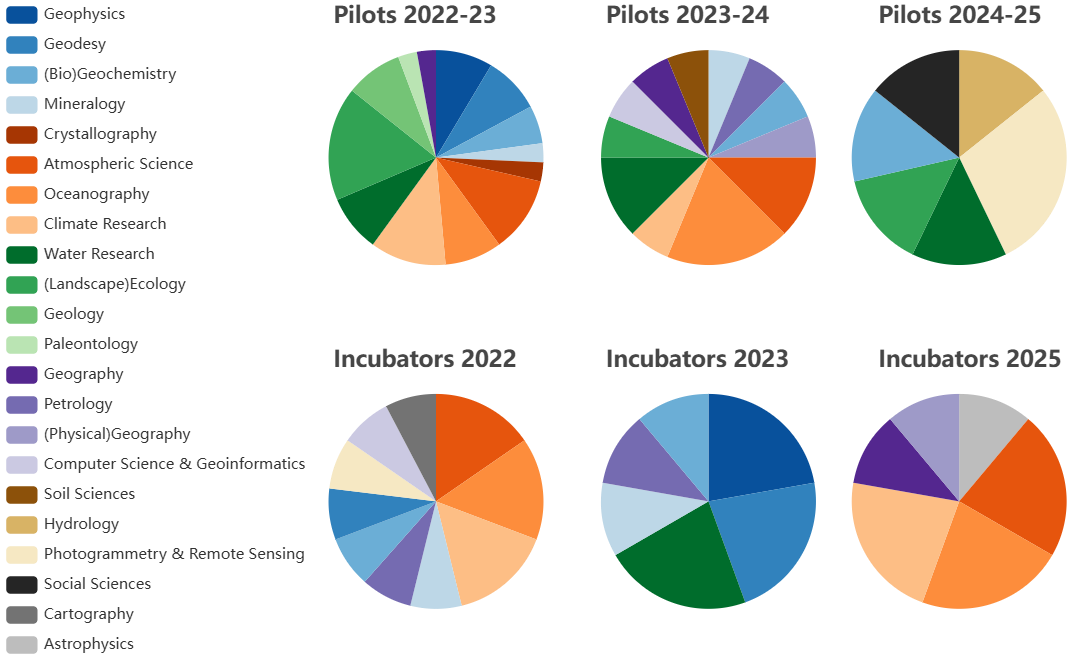 Geophysics
Geodesy
(Bio)Geochemistry
Mineralogy
Crystallography
Atmospheric Science
Oceanography
Climate Research
Water Research
(Landscape)Ecology
Geology
Paleontology
Geography
Petrology
(Physical)Geography
Computer Science & Geoinformatics
Soil Sciences
Hydrology
Photogrammetry & Remote Sensing
Social Sciences
Cartography
Astrophysics
Pilots 2022-23
Pilots 2023-24
Pilots 2024-25
Incubators 2022
Incubators 2023
Incubators 2025